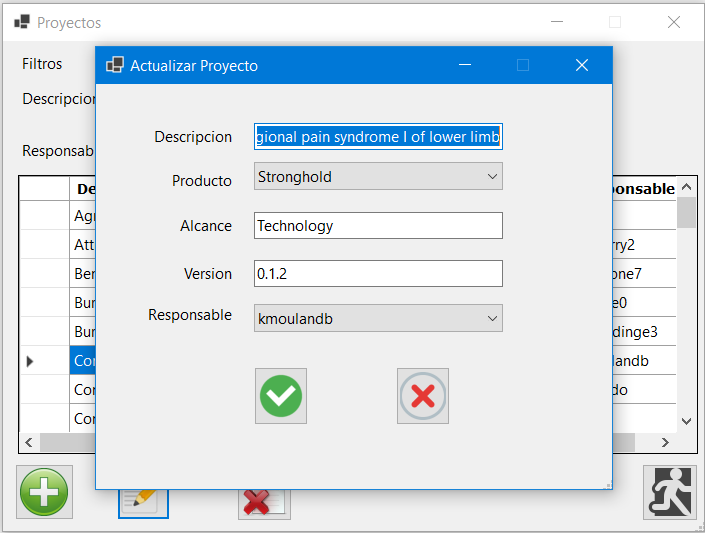 Proyectos
Actualizar Proyecto
Filtros
Descripcion
Responsab
Descripcion gional pain syndrome I of lower limb
Producto Stronghold
Alcance Technology
Version 0.1.2
Responsable kmoulandb
De ponsable
Agr
Att rry2
Ber one7
Bur e0
Bur dinge3
Cor landb
Cor do
Cor